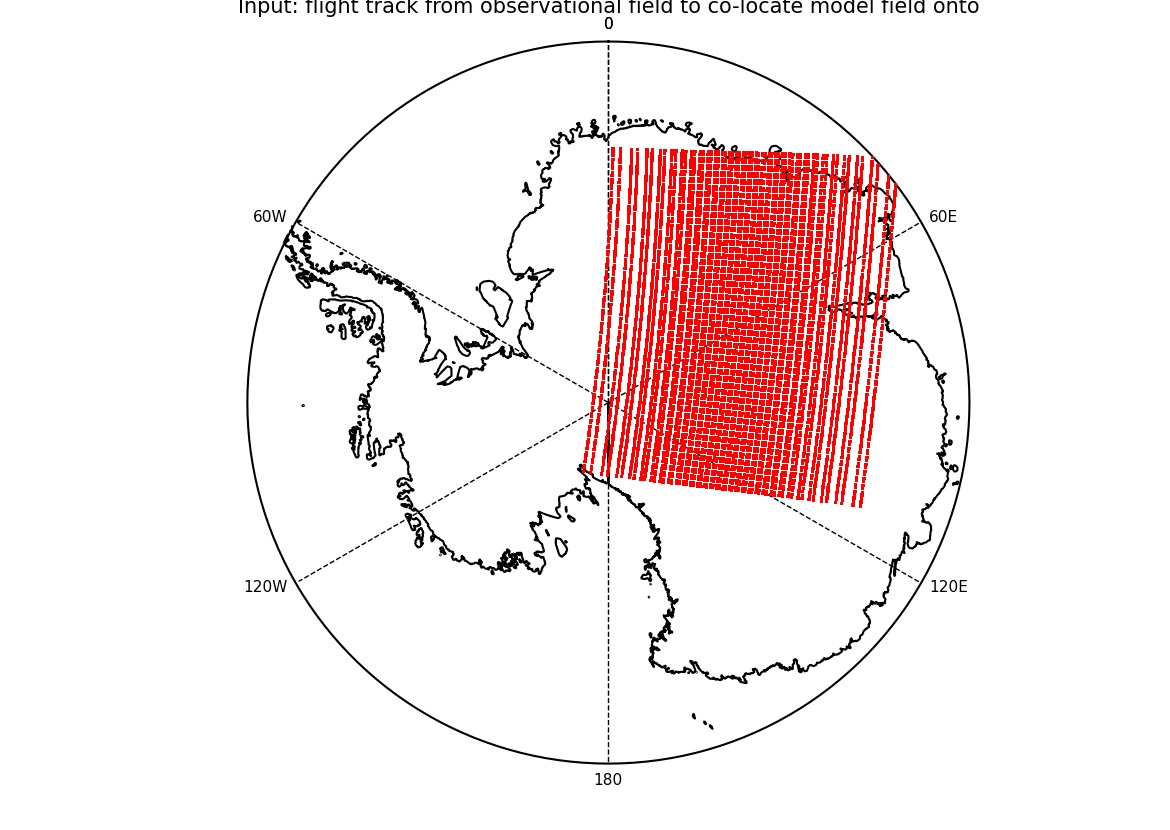 Input: flight track from observational field to co-locate model field onto
0
60W
60E
120W
120E
180